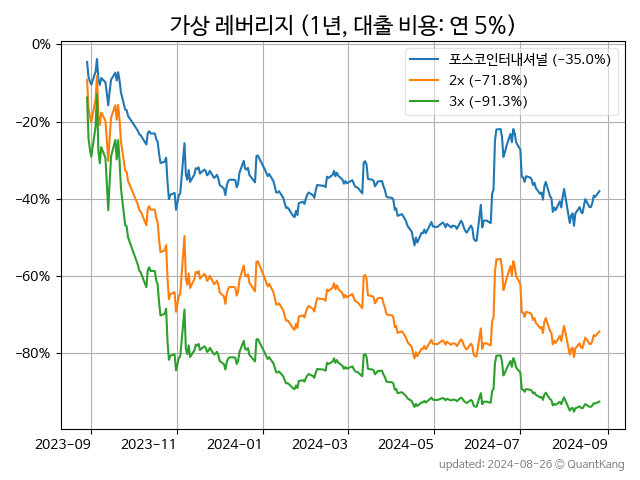 가상 레버리지 (1년, 대출 비용: 연 5%)
0%
−20%
−40%
−60%
−80%
포스코인터내셔널 (−35.0%)
2x (−71.8%)
3x (−91.3%)
2023-09 2023-11 2024-01 2024-03 2024-05 2024-07 2024-09
updated: 2024-08-26 © QuantKang